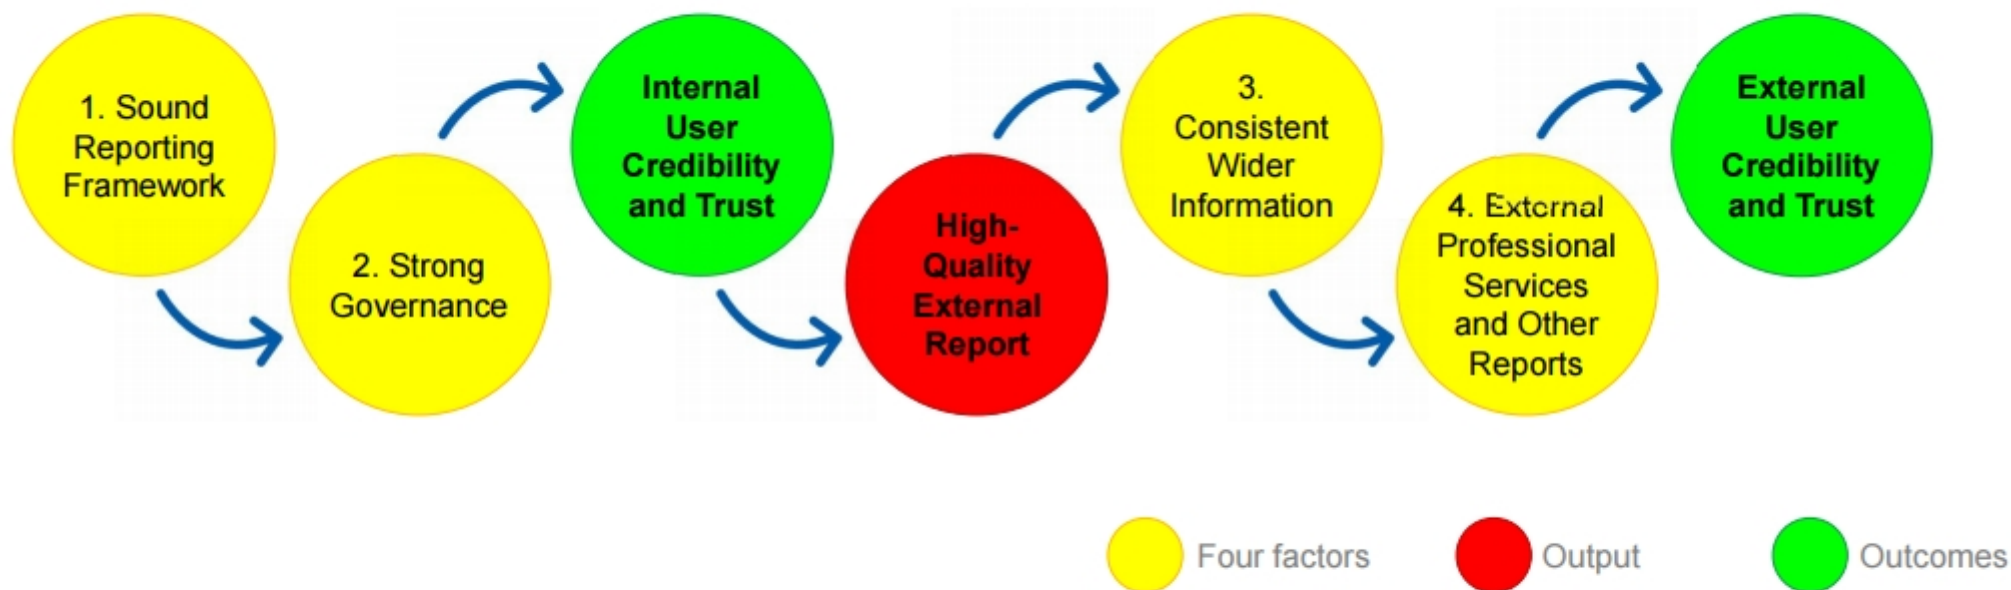 1. Sound
Reporting
Framework
2. Strong
Governance
Internal
User
Credibility
and Trust
High-
Quality
External
Report
3.
Consistent
Wider
Information
4. External
Professional
Services
and Other
Reports
External
User
Credibility
and Trust
Four factors
Output
Outcomes